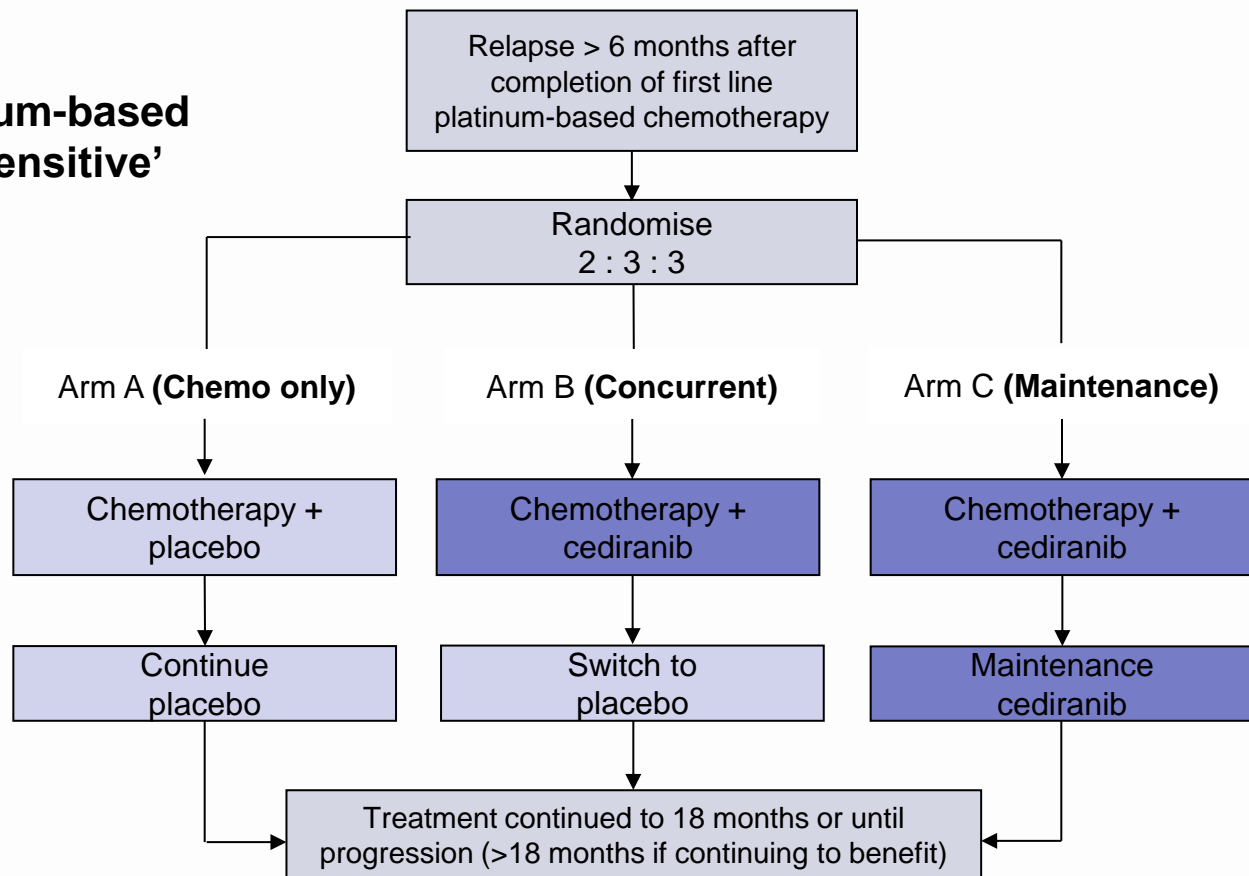 Relapse > 6 months after
completion of first line
platinum-based chemotherapy
um-based
ensitive’
Randomise
2 : 3 : 3
Arm A (Chemo only)
Arm B (Concurrent)
Arm C (Maintenance)
Chemotherapy +
placebo
Chemotherapy +
cediranib
Chemotherapy +
cediranib
Continue
placebo
Switch to
placebo
Maintenance
cediranib
Treatment continued to 18 months or until
progression (>18 months if continuing to benefit)